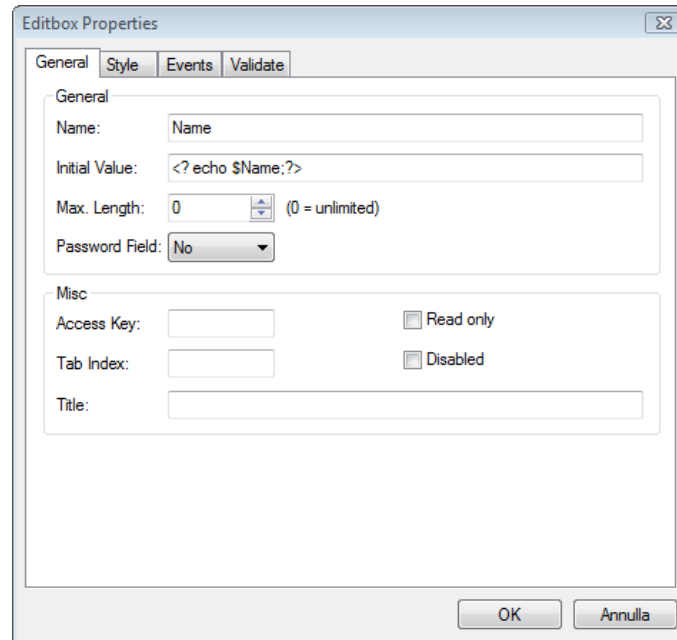 Editbox Properties
General Style Events Validate
General
Name: Name
Initial Value: <? echo $Name;?>
Max. Length: 0 (0 = unlimited)
Password Field: No
Misc
Access Key: Read only
Tab Index: Disabled
Title:
OK Annulla